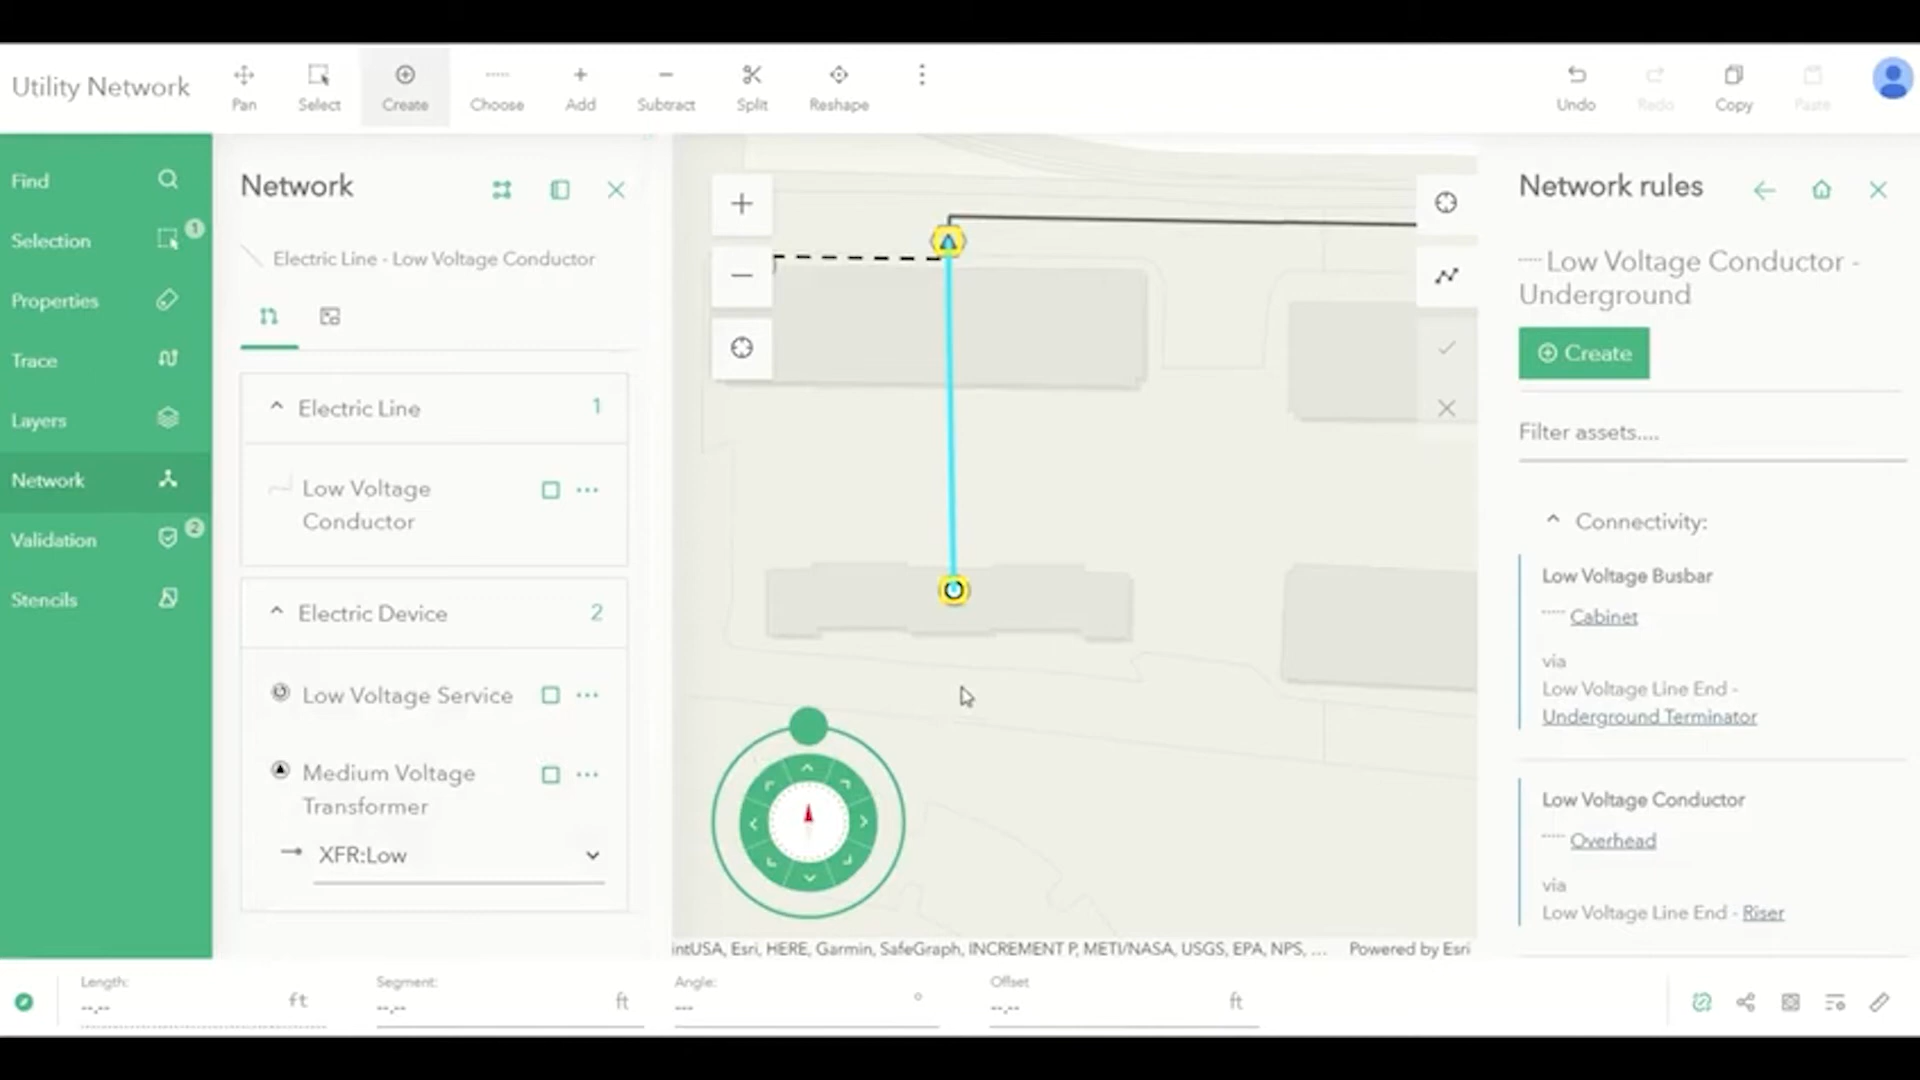 Utility Network
Pan
Select
Create
Choose
Add
Subtract
Split
Reshape
Undo
Redo
Copy
Paste
Find
Selection
1
Properties
Trace
Layers
Network
Validation
2
Stencils
Network
Electric Line - Low Voltage Conductor
Electric Line 1
Low Voltage
Conductor
Electric Device 2
Low Voltage Service
Medium Voltage
Transformer
XFR:Low
intUSA, Esri, HERE, Garmin, SafeGraph, INCREMENT P, METI/NASA, USGS, EPA, NPS, ...
Powered by Esri
Network rules
Low Voltage Conductor -
Underground
Create
Filter assets....
Connectivity:
Low Voltage Busbar
Cabinet
via
Low Voltage Line End -
Underground Terminator
Low Voltage Conductor
Overhead
via
Low Voltage Line End - Riser
Length:
--.-- ft
Segment:
--.-- ft
Angle:
--- °
Offset
--.-- ft